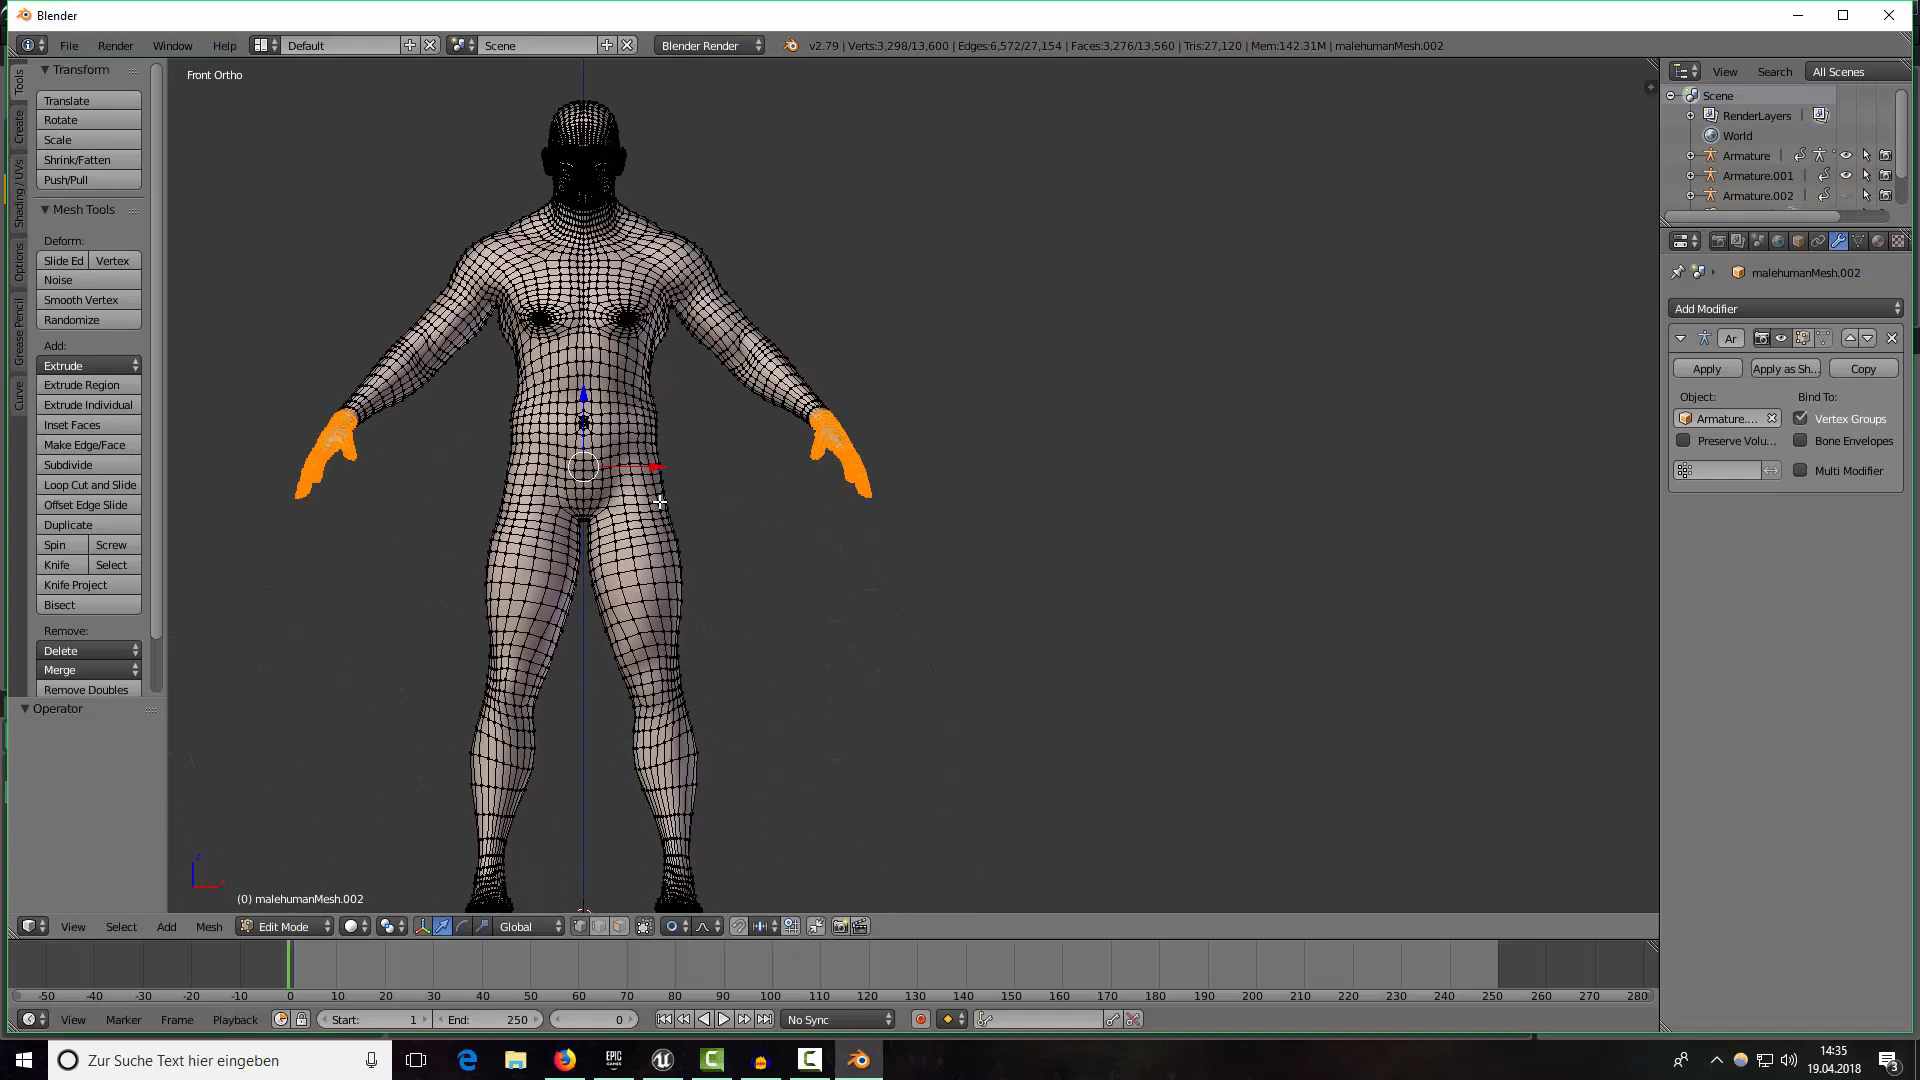 Blender
File Render Window Help Default Scene Blender Render v2.79 | Verts:3,298/13,600 | Edges:6,572/27,154 | Faces:3,276/13,560 | Tris:27,120 | Mem:142.31M | malehumanMesh.002
Tools
Create
Shading / UVs
Options
Grease Pencil
Curve
Transform
Translate
Rotate
Scale
Shrink/Fatten
Push/Pull
Mesh Tools
Deform:
Slide Ed Vertex
Noise
Smooth Vertex
Randomize
Add:
Extrude
Extrude Region
Extrude Individual
Inset Faces
Make Edge/Face
Subdivide
Loop Cut and Slide
Offset Edge Slide
Duplicate
Spin Screw
Knife Select
Knife Project
Bisect
Remove:
Delete
Merge
Remove Doubles
Operator
Front Ortho
z
x
(0) malehumanMesh.002
View Select Add Mesh Edit Mode Global
View Search All Scenes
Scene
RenderLayers
World
Armature
Armature.001
Armature.002
malehumanMesh.002
Add Modifier
Ar
Apply Apply as Sh... Copy
Object: Bind To:
Armature.... Vertex Groups
Preserve Volu... Bone Envelopes
Multi Modifier
-50 -40 -30 -20 -10 0 10 20 30 40 50 60 70 80 90 100 110 120 130 140 150 160 170 180 190 200 210 220 230 240 250 260 270 280
View Marker Frame Playback Start: 1 End: 250 0 No Sync
Zur Suche Text hier eingeben
EPIC
GAMES
14:35
19.04.2018
3